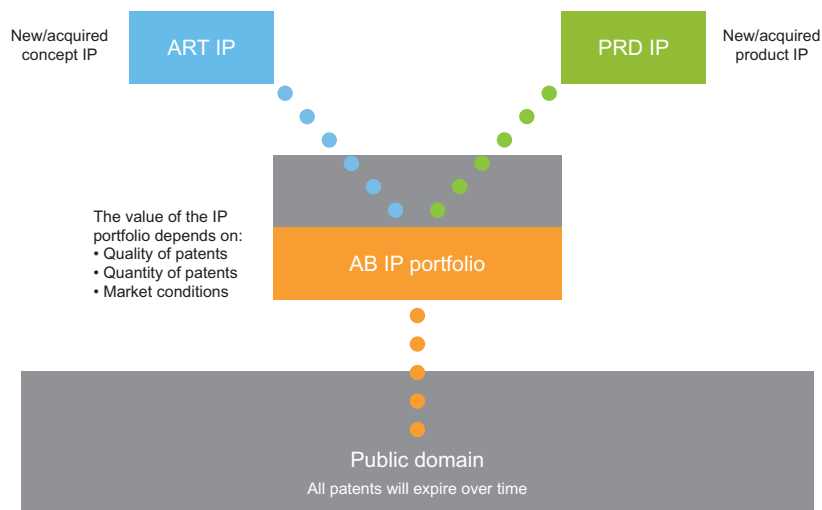 New/acquired
concept IP
ART IP
PRD IP
New/acquired
product IP
The value of the IP
portfolio depends on:
• Quality of patents
• Quantity of patents
• Market conditions
AB IP portfolio
Public domain
All patents will expire over time